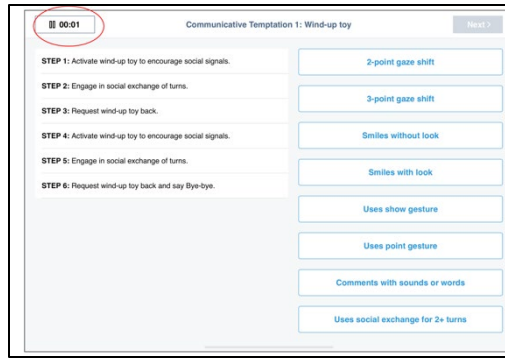 00:01
Communicative Temptation 1: Wind-up toy
Next >
STEP 1: Activate wind-up toy to encourage social signals.
STEP 2: Engage in social exchange of turns.
STEP 3: Request wind-up toy back.
STEP 4: Activate wind-up toy to encourage social signals.
STEP 5: Engage in social exchange of turns.
STEP 6: Request wind-up toy back and say Bye-bye.
2-point gaze shift
3-point gaze shift
Smiles without look
Smiles with look
Uses show gesture
Uses point gesture
Comments with sounds or words
Uses social exchange for 2+ turns